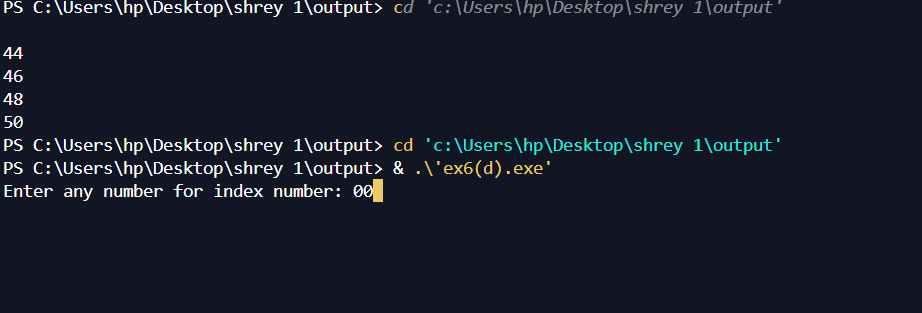 PS C:\Users\hp\Desktop\shrey 1\output> cd 'c:\Users\hp\Desktop\shrey 1\output'
44
46
48
50
PS C:\Users\hp\Desktop\shrey 1\output> cd 'c:\Users\hp\Desktop\shrey 1\output'
PS C:\Users\hp\Desktop\shrey 1\output> & .\'ex6(d).exe'
Enter any number for index number: 00